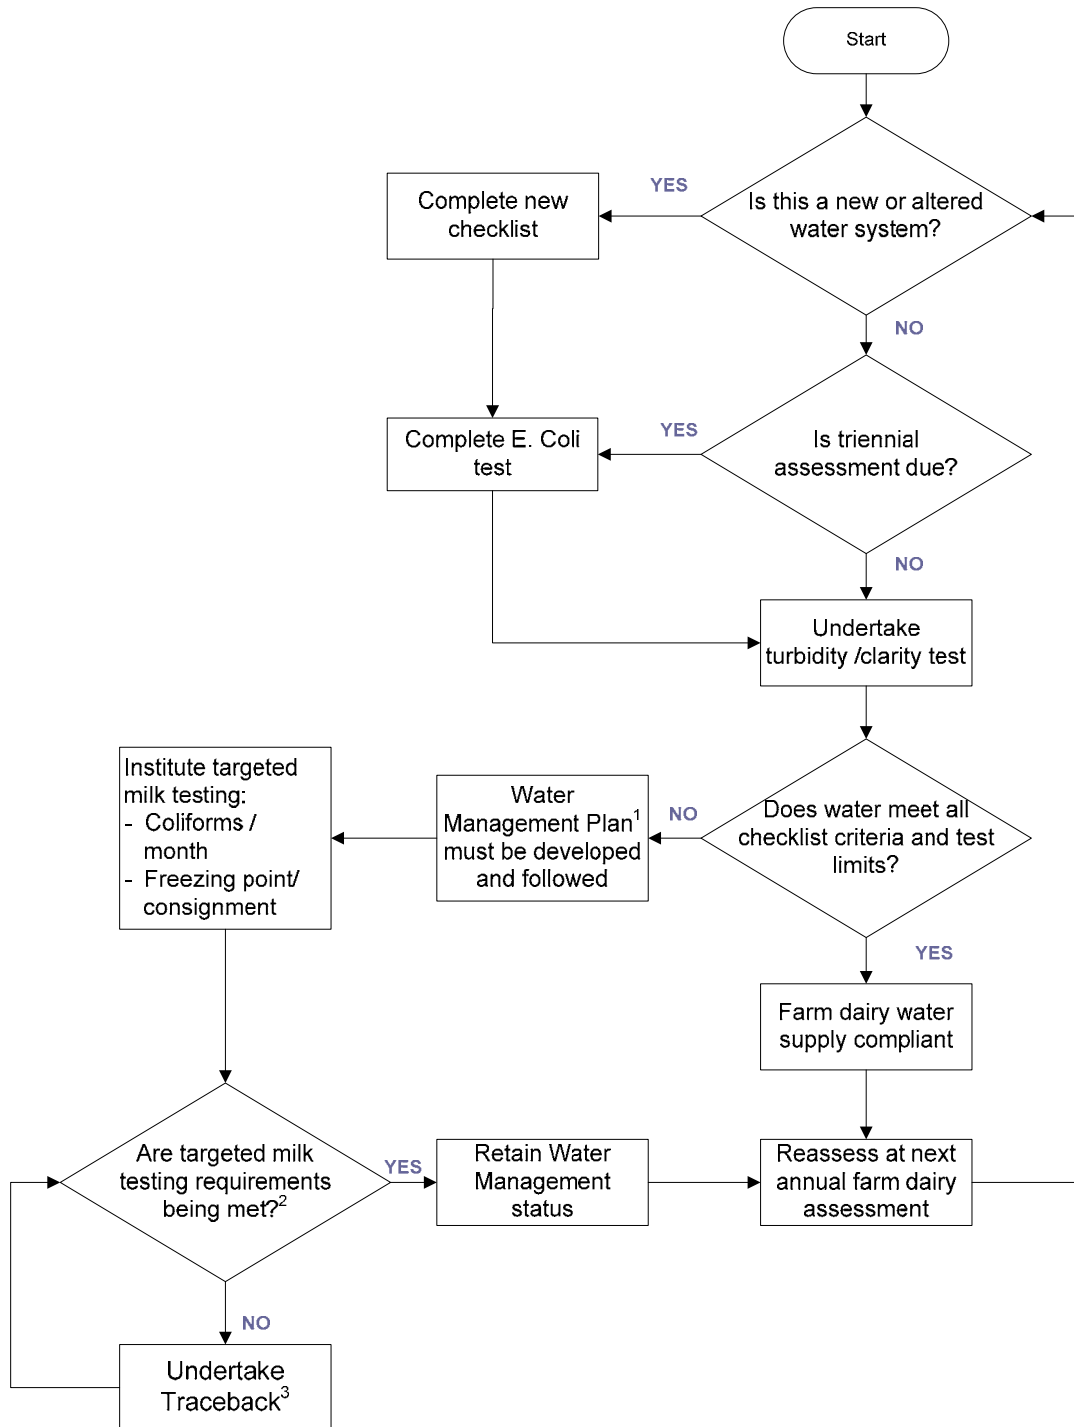 Start
Is this a new or altered
water system?
YES
Complete new
checklist
NO
Is triennial
assessment due?
YES
Complete E. Coli
test
NO
Undertake
turbidity /clarity test
Does water meet all
checklist criteria and test
limits?
NO
Water
Management Plan¹
must be developed
and followed
Institute targeted
milk testing:
- Coliforms /
month
- Freezing point/
consignment
YES
Farm dairy water
supply compliant
Are targeted milk
testing requirements
being met?²
YES
Retain Water
Management
status
Reassess at next
annual farm dairy
assessment
NO
Undertake
Traceback³